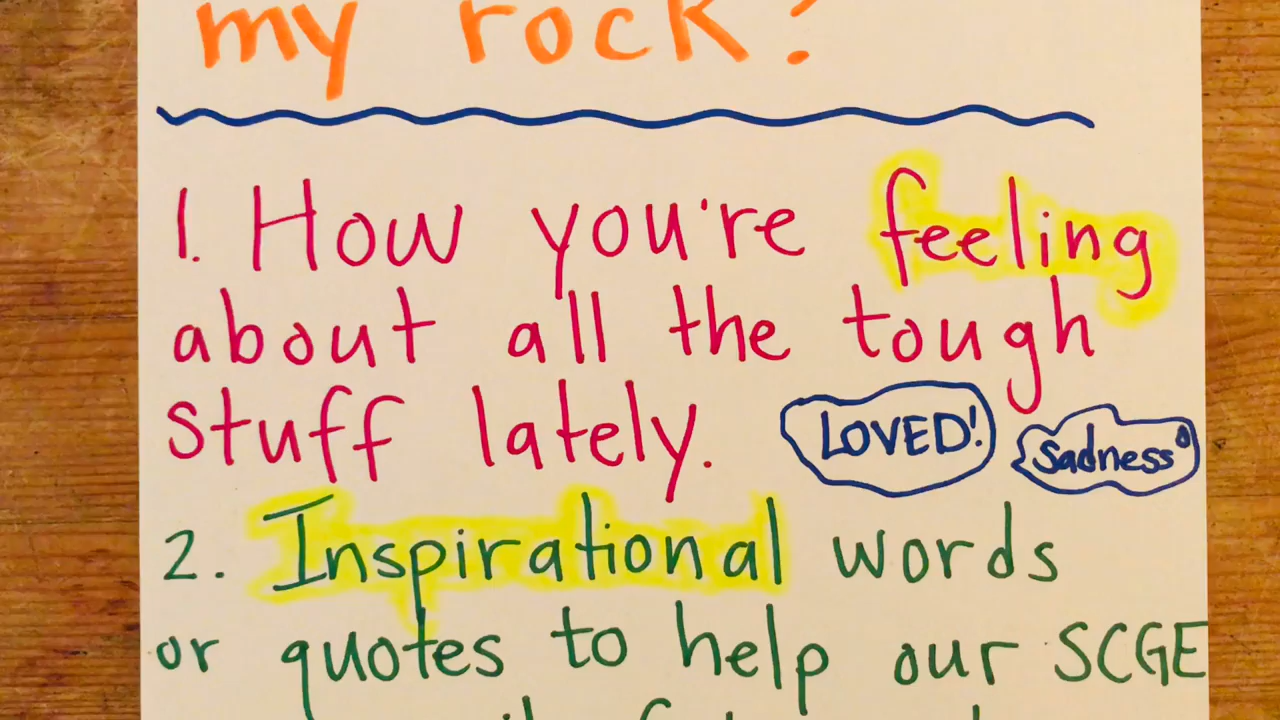 my rock?
1. How you're feeling
about all the tough
stuff lately.
LOVED!
Sadness
2. Inspirational words
or quotes to help our SCGE